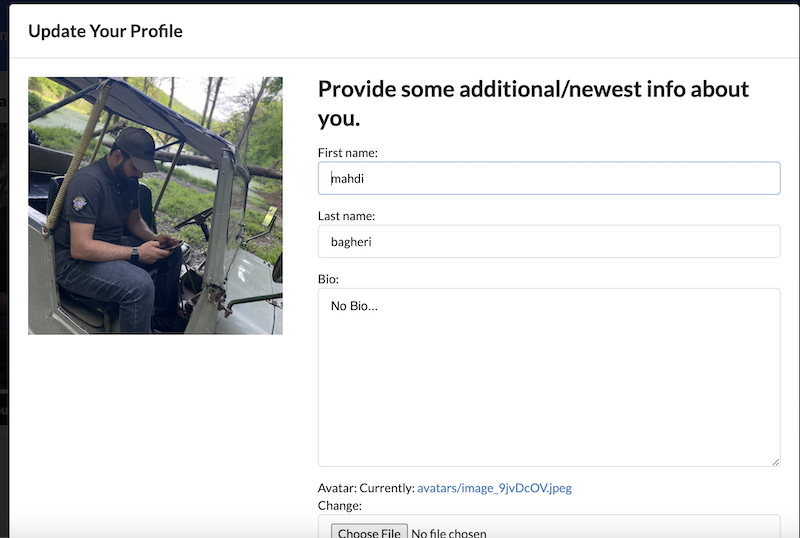 Update Your Profile
Provide some additional/newest info about
you.
First name:
mahdi
Last name:
bagheri
Bio:
No Bio...
Avatar: Currently: avatars/image_9jvDcOV.jpeg
Change:
Choose File No file chosen